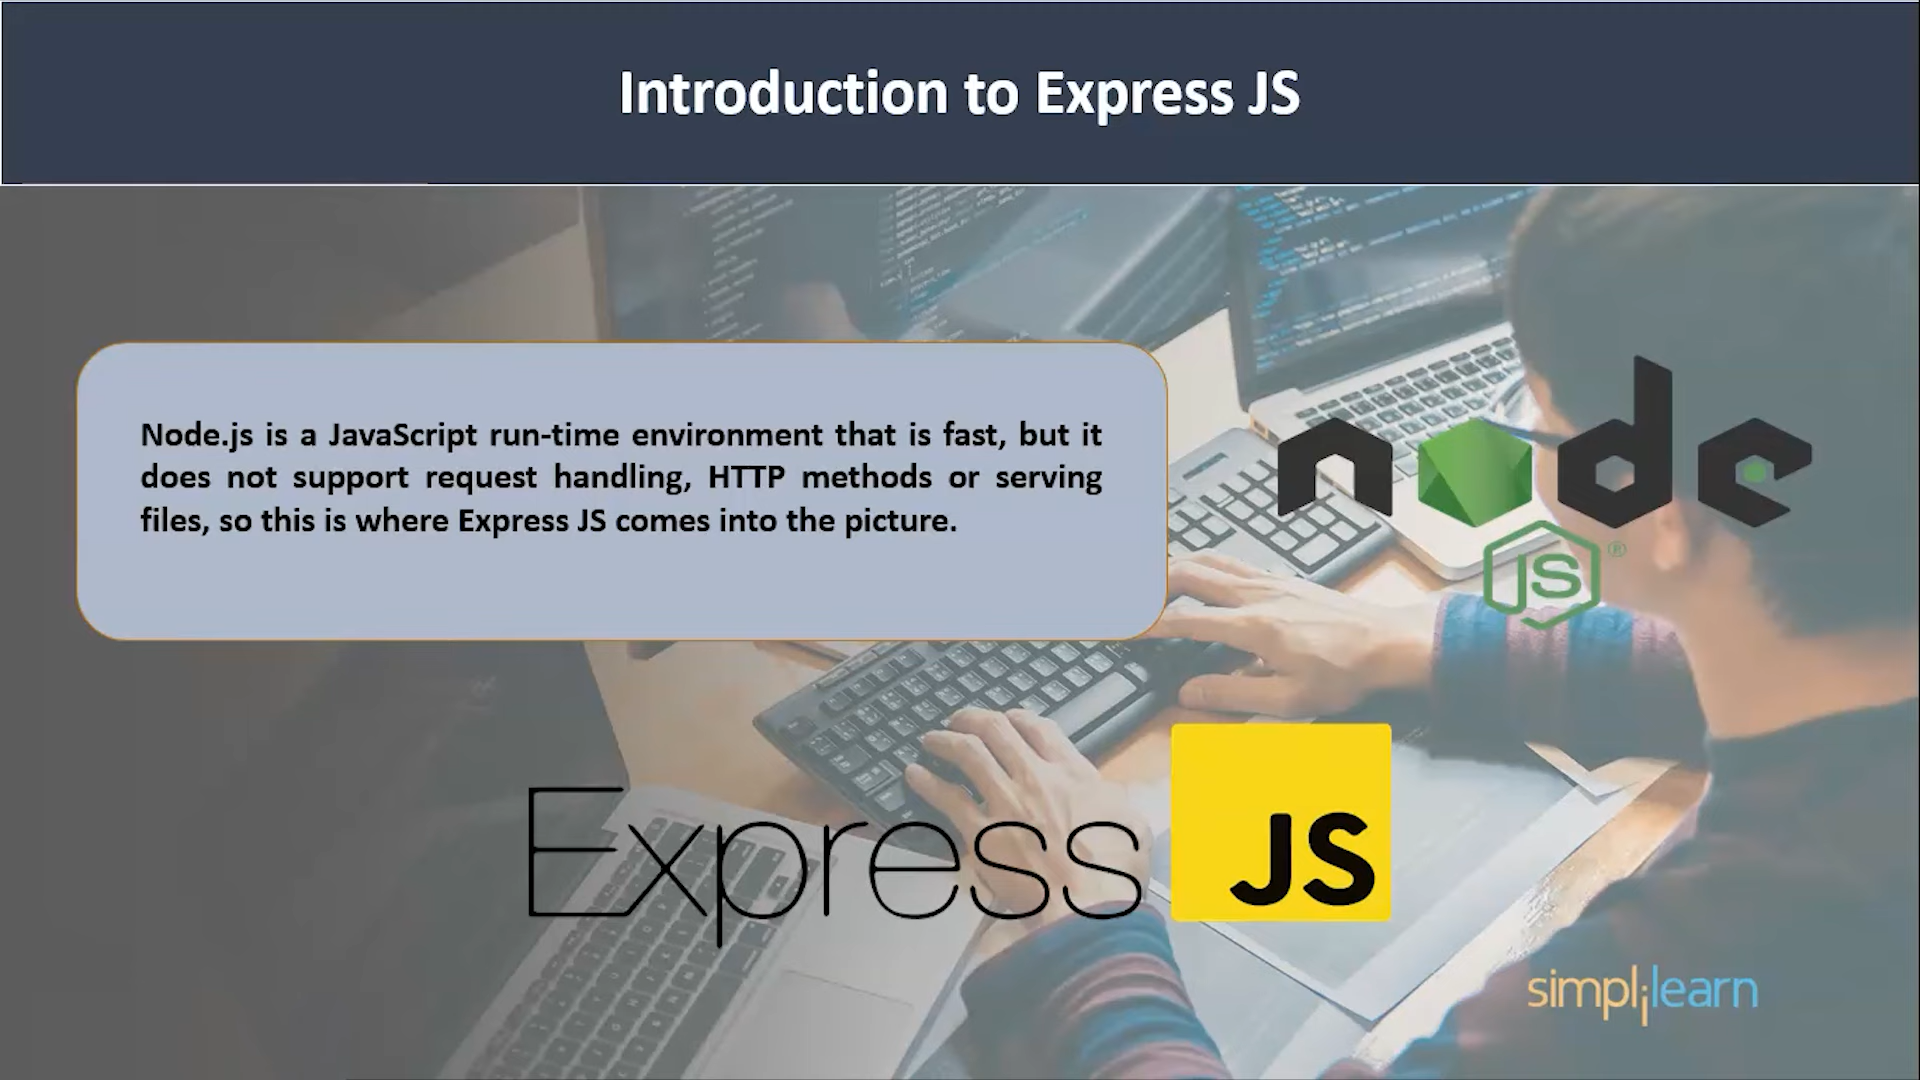 Introduction to Express JS
Node.js is a JavaScript run-time environment that is fast, but it
does not support request handling, HTTP methods or serving
files, so this is where Express JS comes into the picture.
node
JS®
Express JS
simplilearn